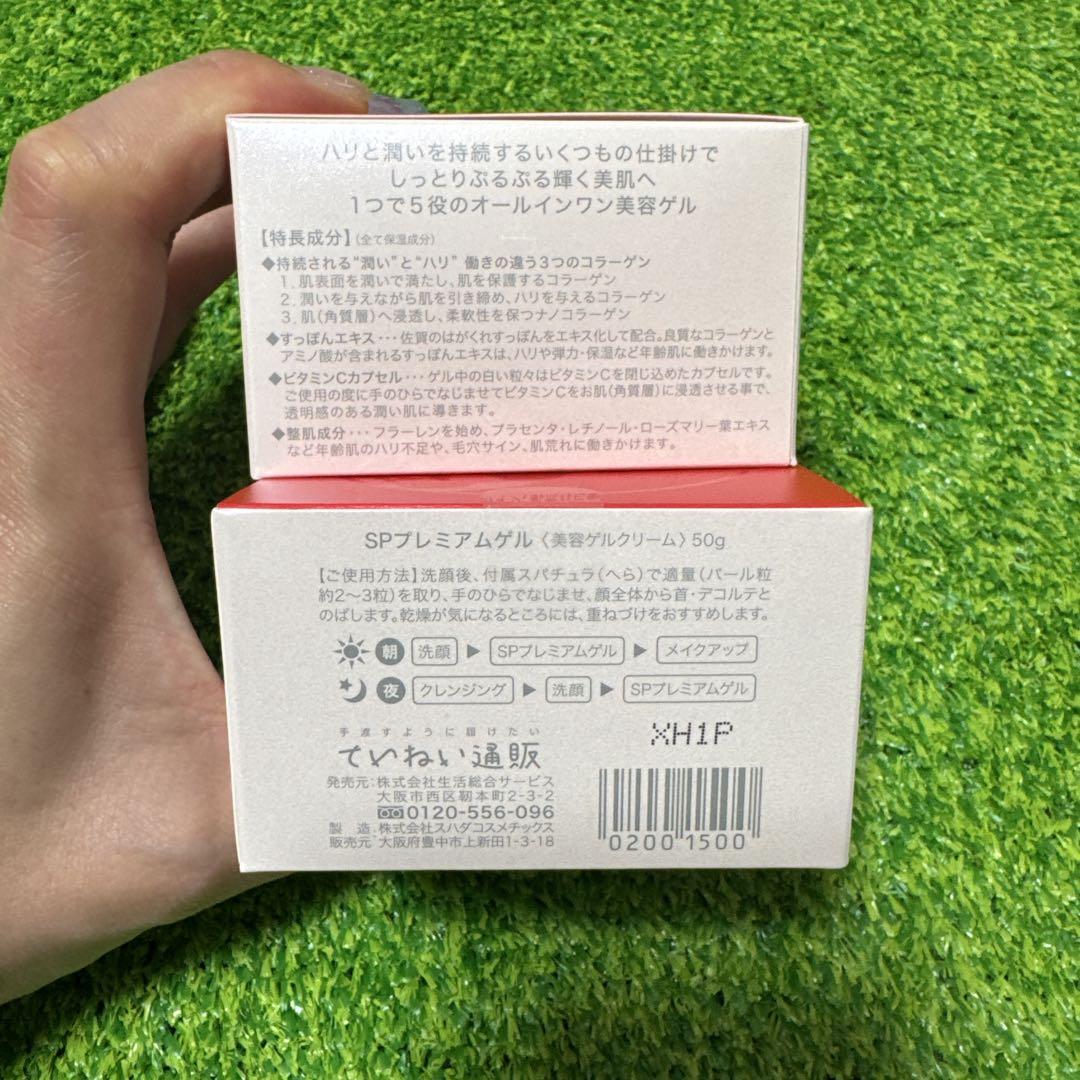 ハリと潤いを持続するいくつもの仕掛けで
しっとりぷるぷる輝く美肌へ
1つで5役のオールインワン美容ゲル
【特長成分】(全て保湿成分)
◆持続される“潤い”と“ハリ” 働きの違う3つのコラーゲン
1. 肌表面を潤いで満たし、肌を保護するコラーゲン
2. 潤いを与えながら肌を引き締め、ハリを与えるコラーゲン
3. 肌(角質層)へ浸透し、柔軟性を保つナノコラーゲン
◆すっぽんエキス･･･佐賀のはがくれすっぽんをエキス化して配合。良質なコラーゲンと
アミノ酸が含まれるすっぽんエキスは、ハリや弾力・保湿など年齢肌に働きかけます。
◆ビタミンCカプセル･･･ゲル中の白い粒々はビタミンCを閉じ込めたカプセルです。
ご使用の度に手のひらでなじませてビタミンCをお肌(角質層)に浸透させる事で、
透明感のある潤い肌に導きます。
◆整肌成分･･･フラーレンを始め、プラセンタ・レチノール・ローズマリー葉エキス
など年齢肌のハリ不足や、毛穴サイン、肌荒れに働きかけます。
SPプレミアムゲル〈美容ゲルクリーム〉50g
【ご使用方法】洗顔後、付属スパチュラ(へら)で適量(パール粒
約2〜3粒)を取り、手のひらでなじませ、顔全体から首・デコルテと
のばします。乾燥が気になるところには、重ねづけをおすすめします。
朝 洗顔 ▶ SPプレミアムゲル ▶ メイクアップ
夜 クレンジング ▶ 洗顔 ▶ SPプレミアムゲル
手渡すように届けたい
ていねい通販
発売元:株式会社生活総合サービス
大阪市西区靭本町2-3-2
0120-556-096
製造販売元:株式会社スハダコスメチックス
大阪府豊中市上新田1-3-18
XH1P
02001500